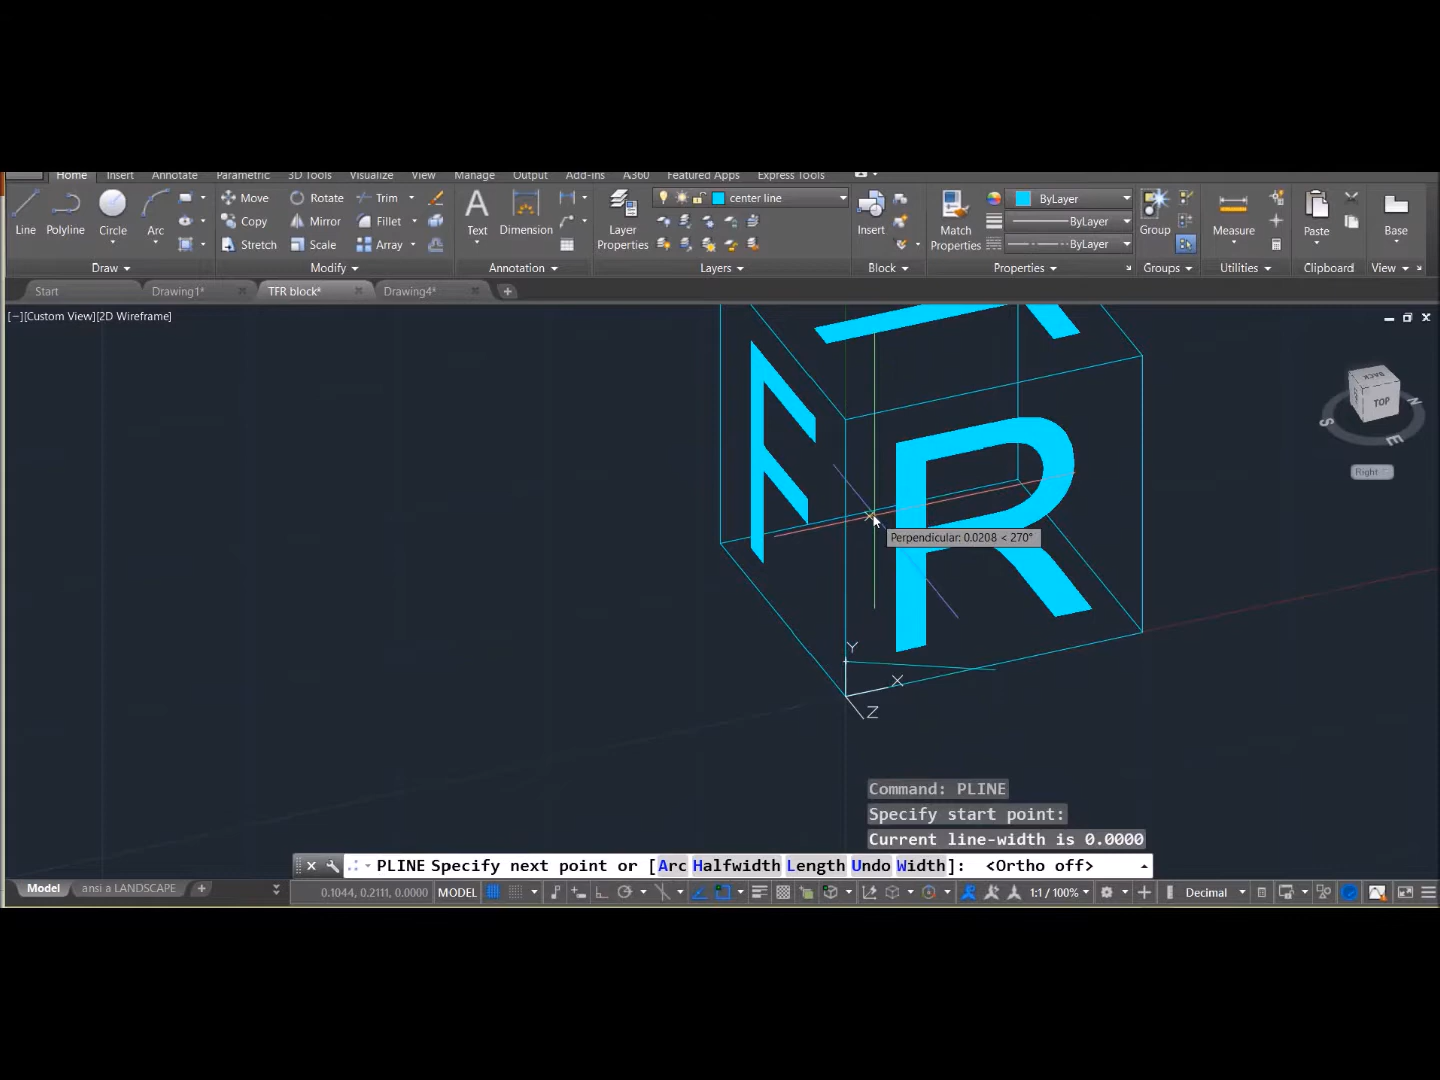 Home Insert Annotate Parametric 3D Tools Visualize View Manage Output Add-ins A360 Featured Apps Express Tools
Line Polyline Circle Arc
Move Rotate Trim
Copy Mirror Fillet
Stretch Scale Array
Text Dimension
Layer Properties
center line
Insert
Match Properties
ByLayer
ByLayer
ByLayer
Group Measure Paste Base
Draw Modify Annotation Layers Block Properties Groups Utilities Clipboard View
Start Drawing1* TFR block* Drawing4*
[−][Custom View][2D Wireframe]
BACK
TOP
S N E
Right
F R
Perpendicular: 0.0208 < 270°
Y
X
Z
Command: PLINE
Specify start point:
Current line-width is 0.0000
PLINE Specify next point or [Arc Halfwidth Length Undo Width]: <Ortho off>
Model ansi a LANDSCAPE
0.1044, 0.2111, 0.0000 MODEL 1:1 / 100% Decimal